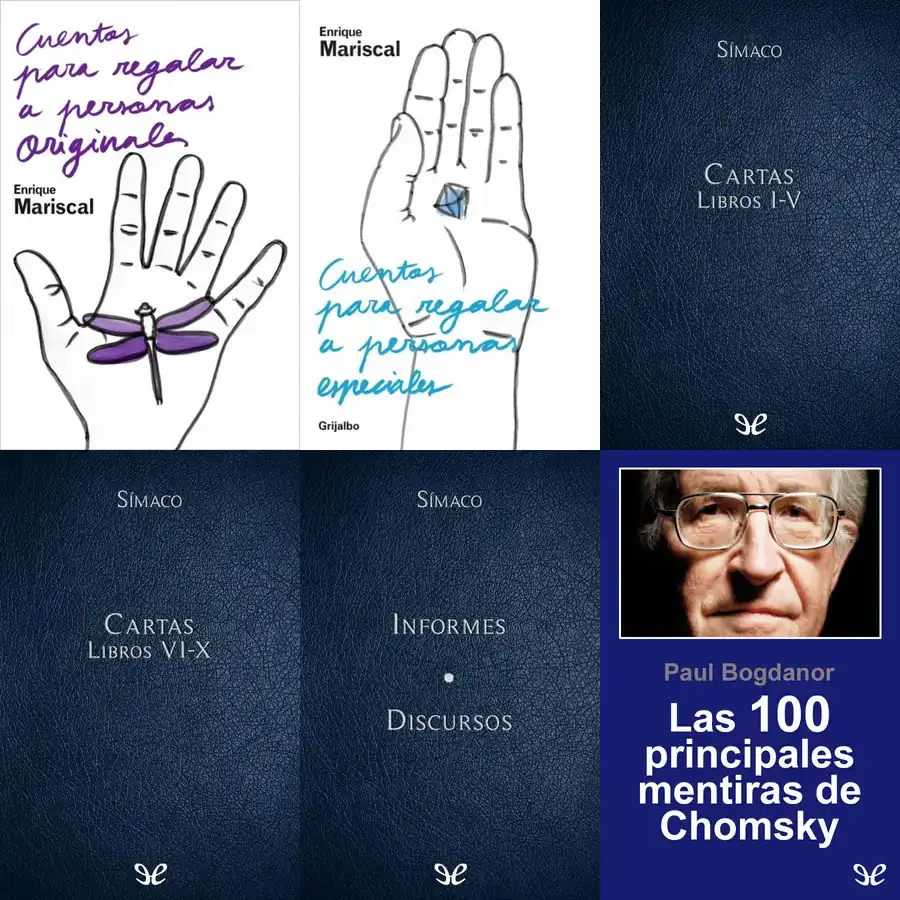 Cuentos
para regalar
a personas
originales
Enrique
Mariscal
Enrique
Mariscal
Cuentos
para regalar
a personas
especiales
Grijalbo
SÍMACO
CARTAS
LIBROS I-V
SÍMACO
CARTAS
LIBROS VI-X
SÍMACO
INFORMES
•
DISCURSOS
Paul Bogdanor
Las 100
principales
mentiras de
Chomsky